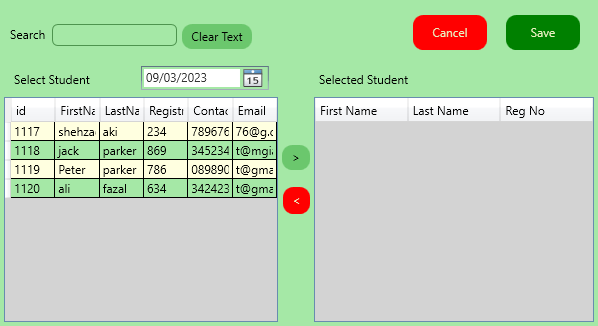 Search Clear Text Cancel Save
Select Student 09/03/2023 15 Selected Student
id FirstNa LastNa Registr Contac Email First Name Last Name Reg No
1117 shehza aki 234 789676 76@g.c
1118 jack parker 869 345234 t@mgi
1119 Peter parker 786 089890 t@gma
1120 ali fazal 634 342423 t@gma
>
<